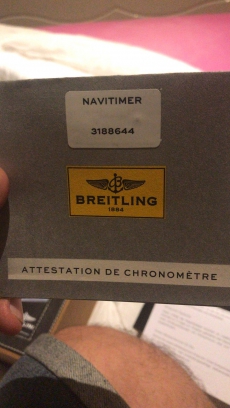 NAVITIMER
3188644
BREITLING
1884
ATTESTATION DE CHRONOMÈTRE